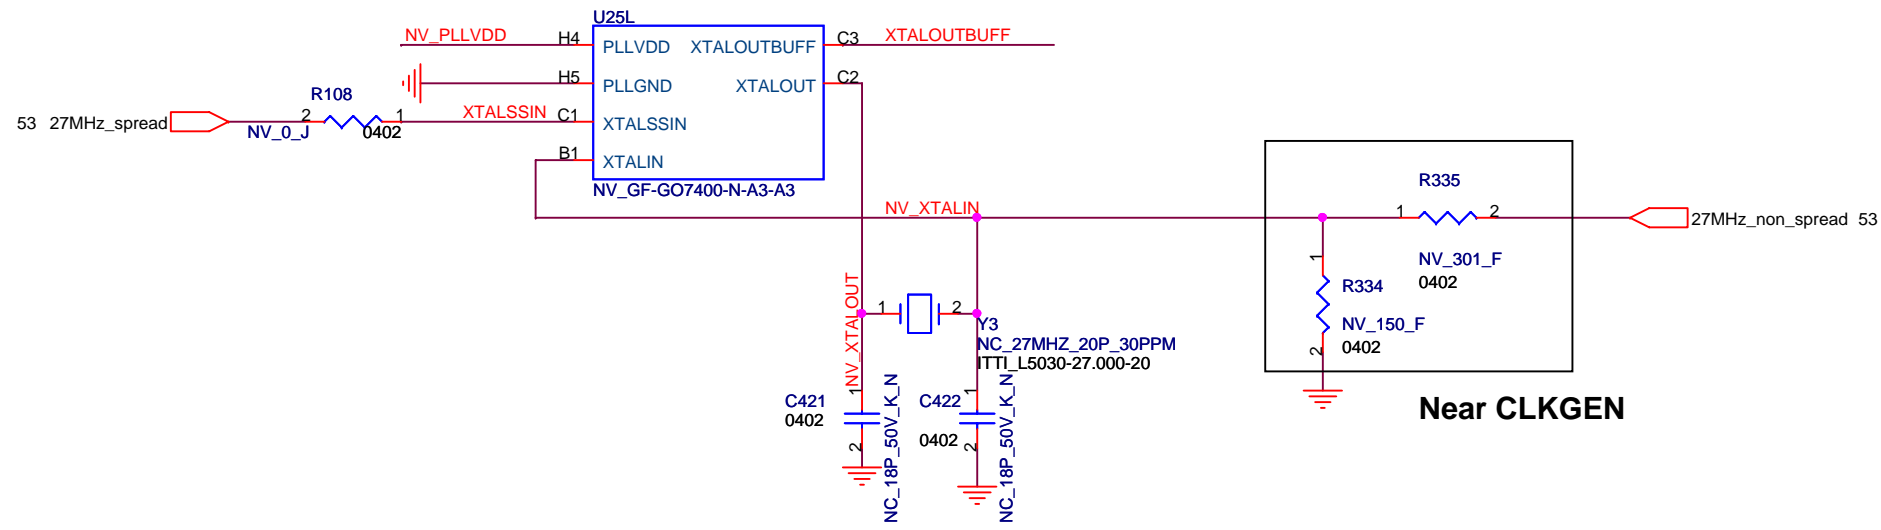 U25L
NV_PLLVDD
H4
PLLVDD
XTALOUTBUFF
C3
XTALOUTBUFF
H5
PLLGND
XTALOUT
C2
R108
53 27MHz_spread
2
1
NV_0_J
0402
XTALSSIN
C1
XTALSSIN
B1
XTALIN
NV_GF-GO7400-N-A3-A3
NV_XTALIN
R335
1
2
27MHz_non_spread 53
NV_301_F
0402
1
R334
NV_150_F
0402
2
Near CLKGEN
NV_XTALOUT
1
2
Y3
NC_27MHZ_20P_30PPM
ITTI_L5030-27.000-20
1
C421
0402
2
NC_18P_50V_K_N
1
C422
0402
2
NC_18P_50V_K_N